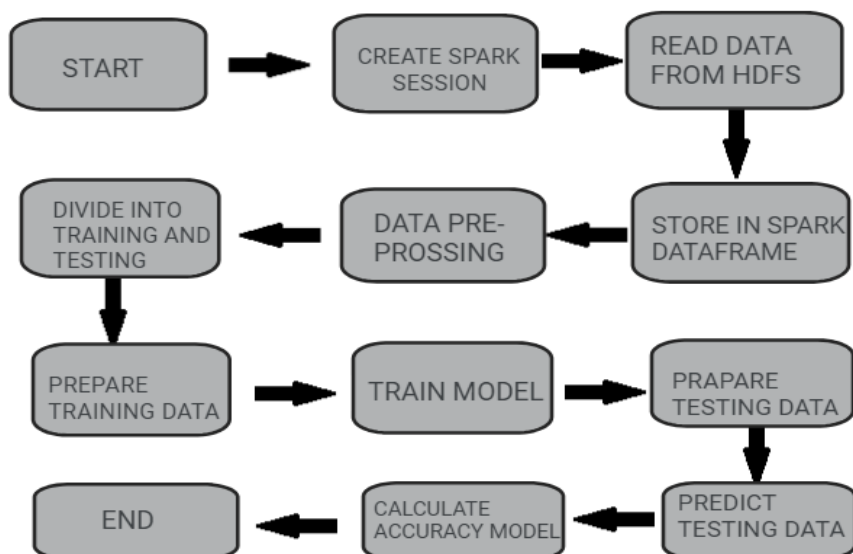 START
CREATE SPARK
SESSION
READ DATA
FROM HDFS
STORE IN SPARK
DATAFRAME
DATA PRE-
PROSSING
DIVIDE INTO
TRAINING AND
TESTING
PREPARE
TRAINING DATA
TRAIN MODEL
PRAPARE
TESTING DATA
PREDICT
TESTING DATA
CALCULATE
ACCURACY MODEL
END